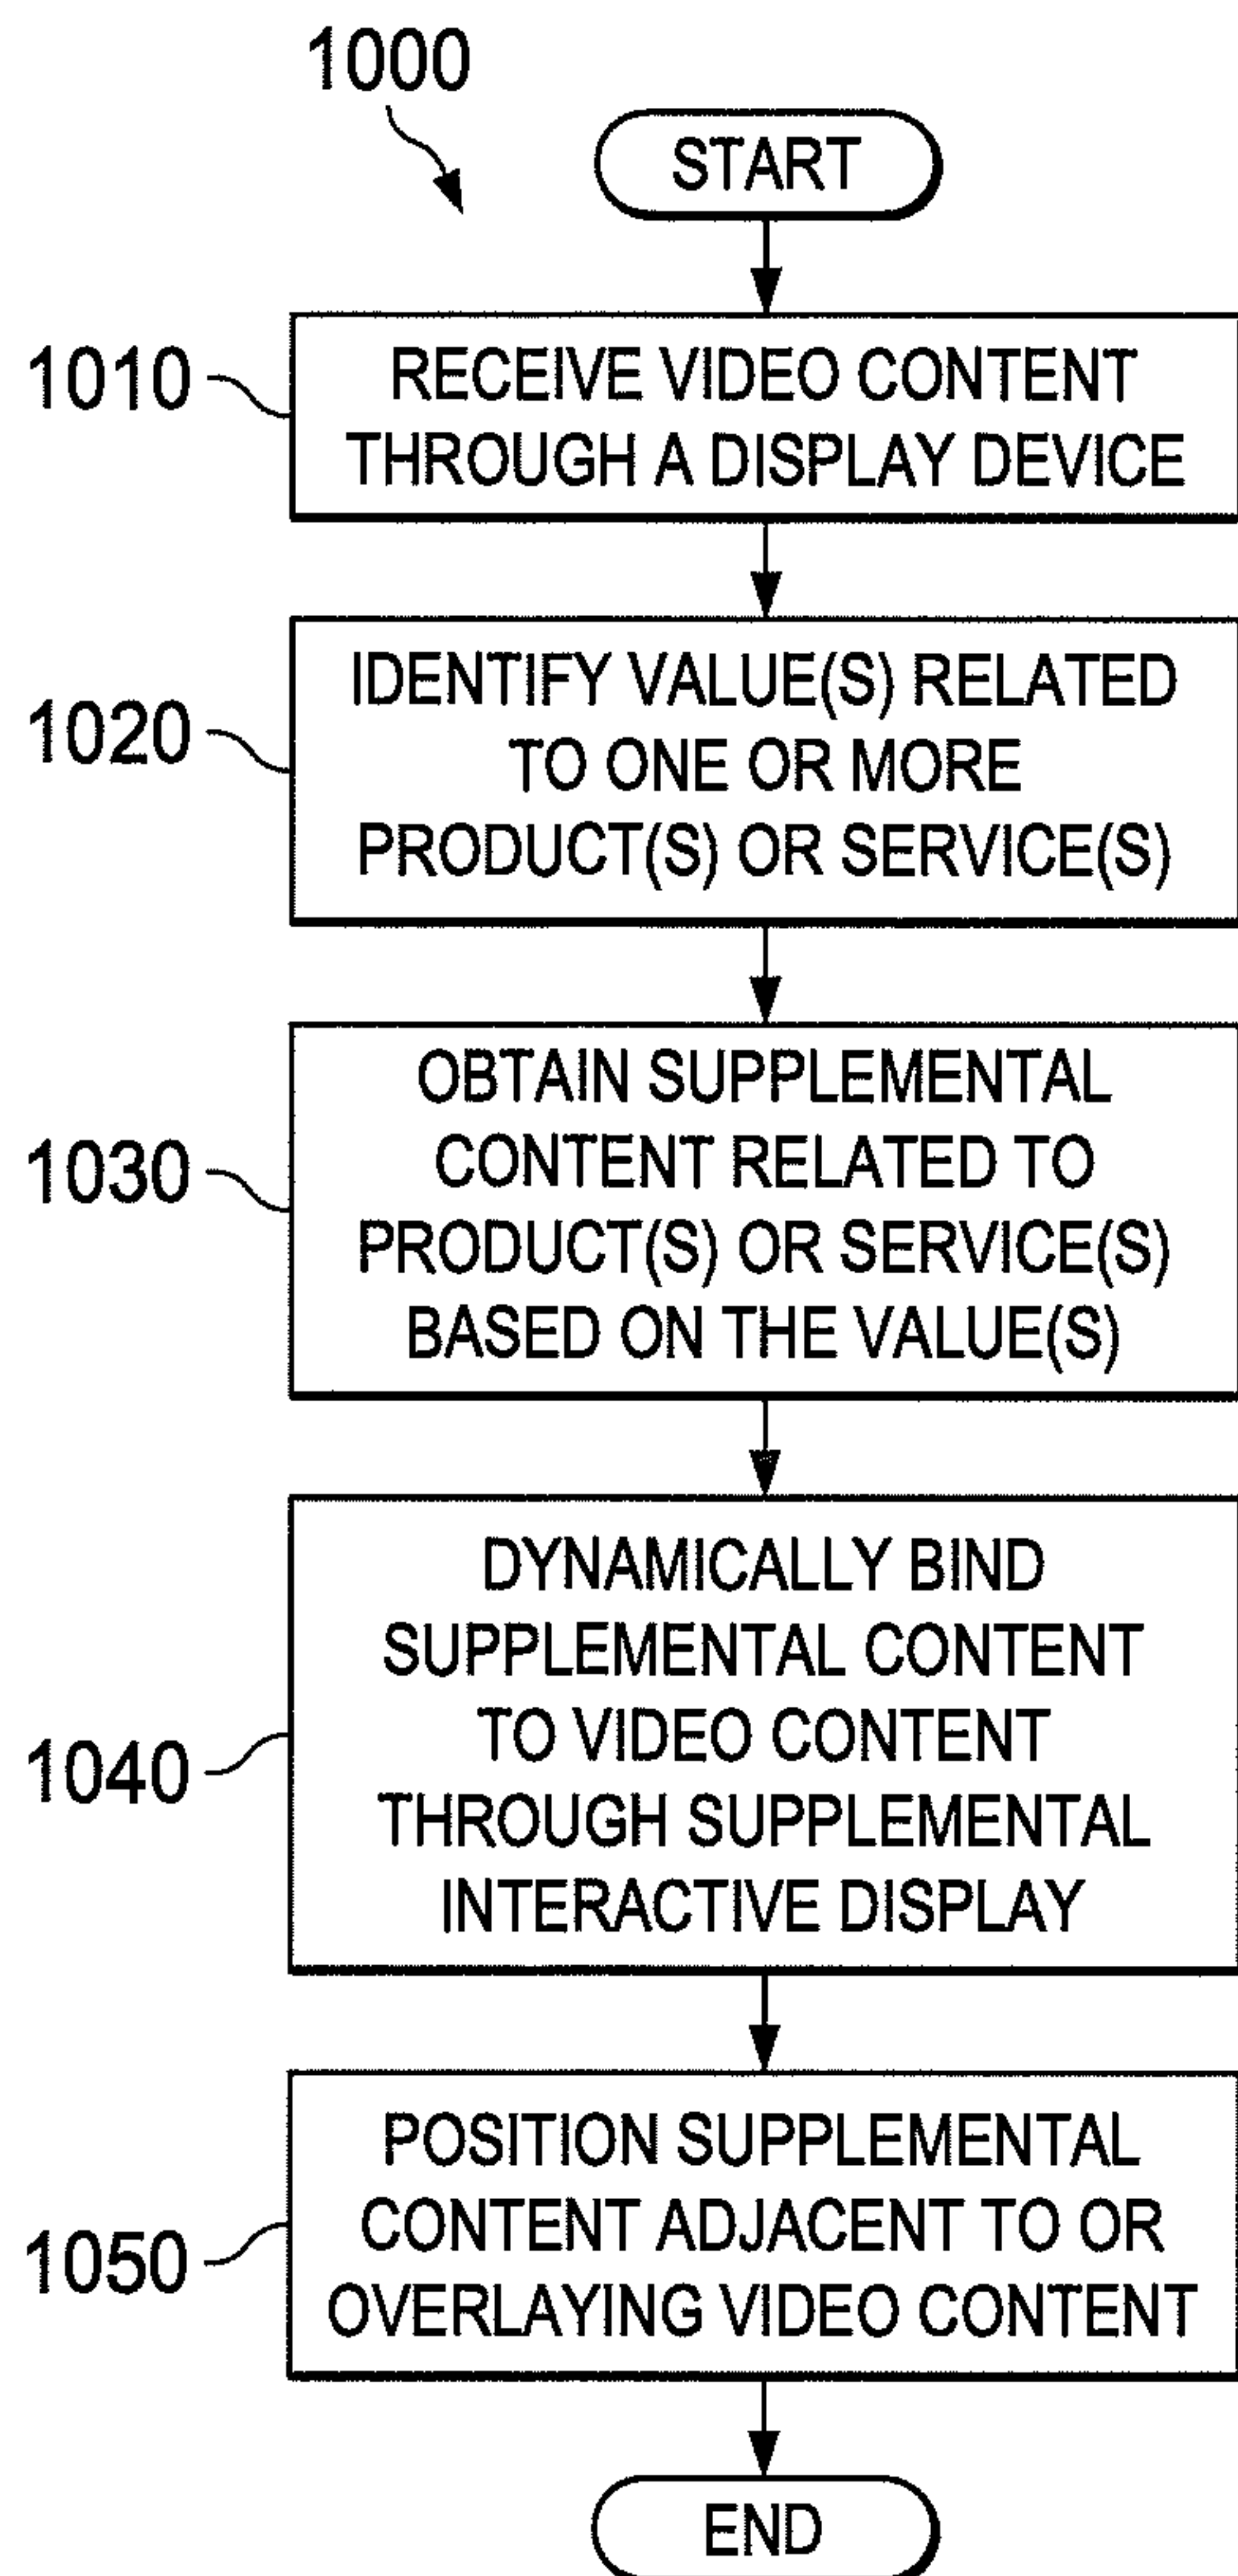 1000
START
1010
RECEIVE VIDEO CONTENT
THROUGH A DISPLAY DEVICE
1020
IDENTIFY VALUE(S) RELATED
TO ONE OR MORE
PRODUCT(S) OR SERVICE(S)
1030
OBTAIN SUPPLEMENTAL
CONTENT RELATED TO
PRODUCT(S) OR SERVICE(S)
BASED ON THE VALUE(S)
1040
DYNAMICALLY BIND
SUPPLEMENTAL CONTENT
TO VIDEO CONTENT
THROUGH SUPPLEMENTAL
INTERACTIVE DISPLAY
1050
POSITION SUPPLEMENTAL
CONTENT ADJACENT TO OR
OVERLAYING VIDEO CONTENT
END